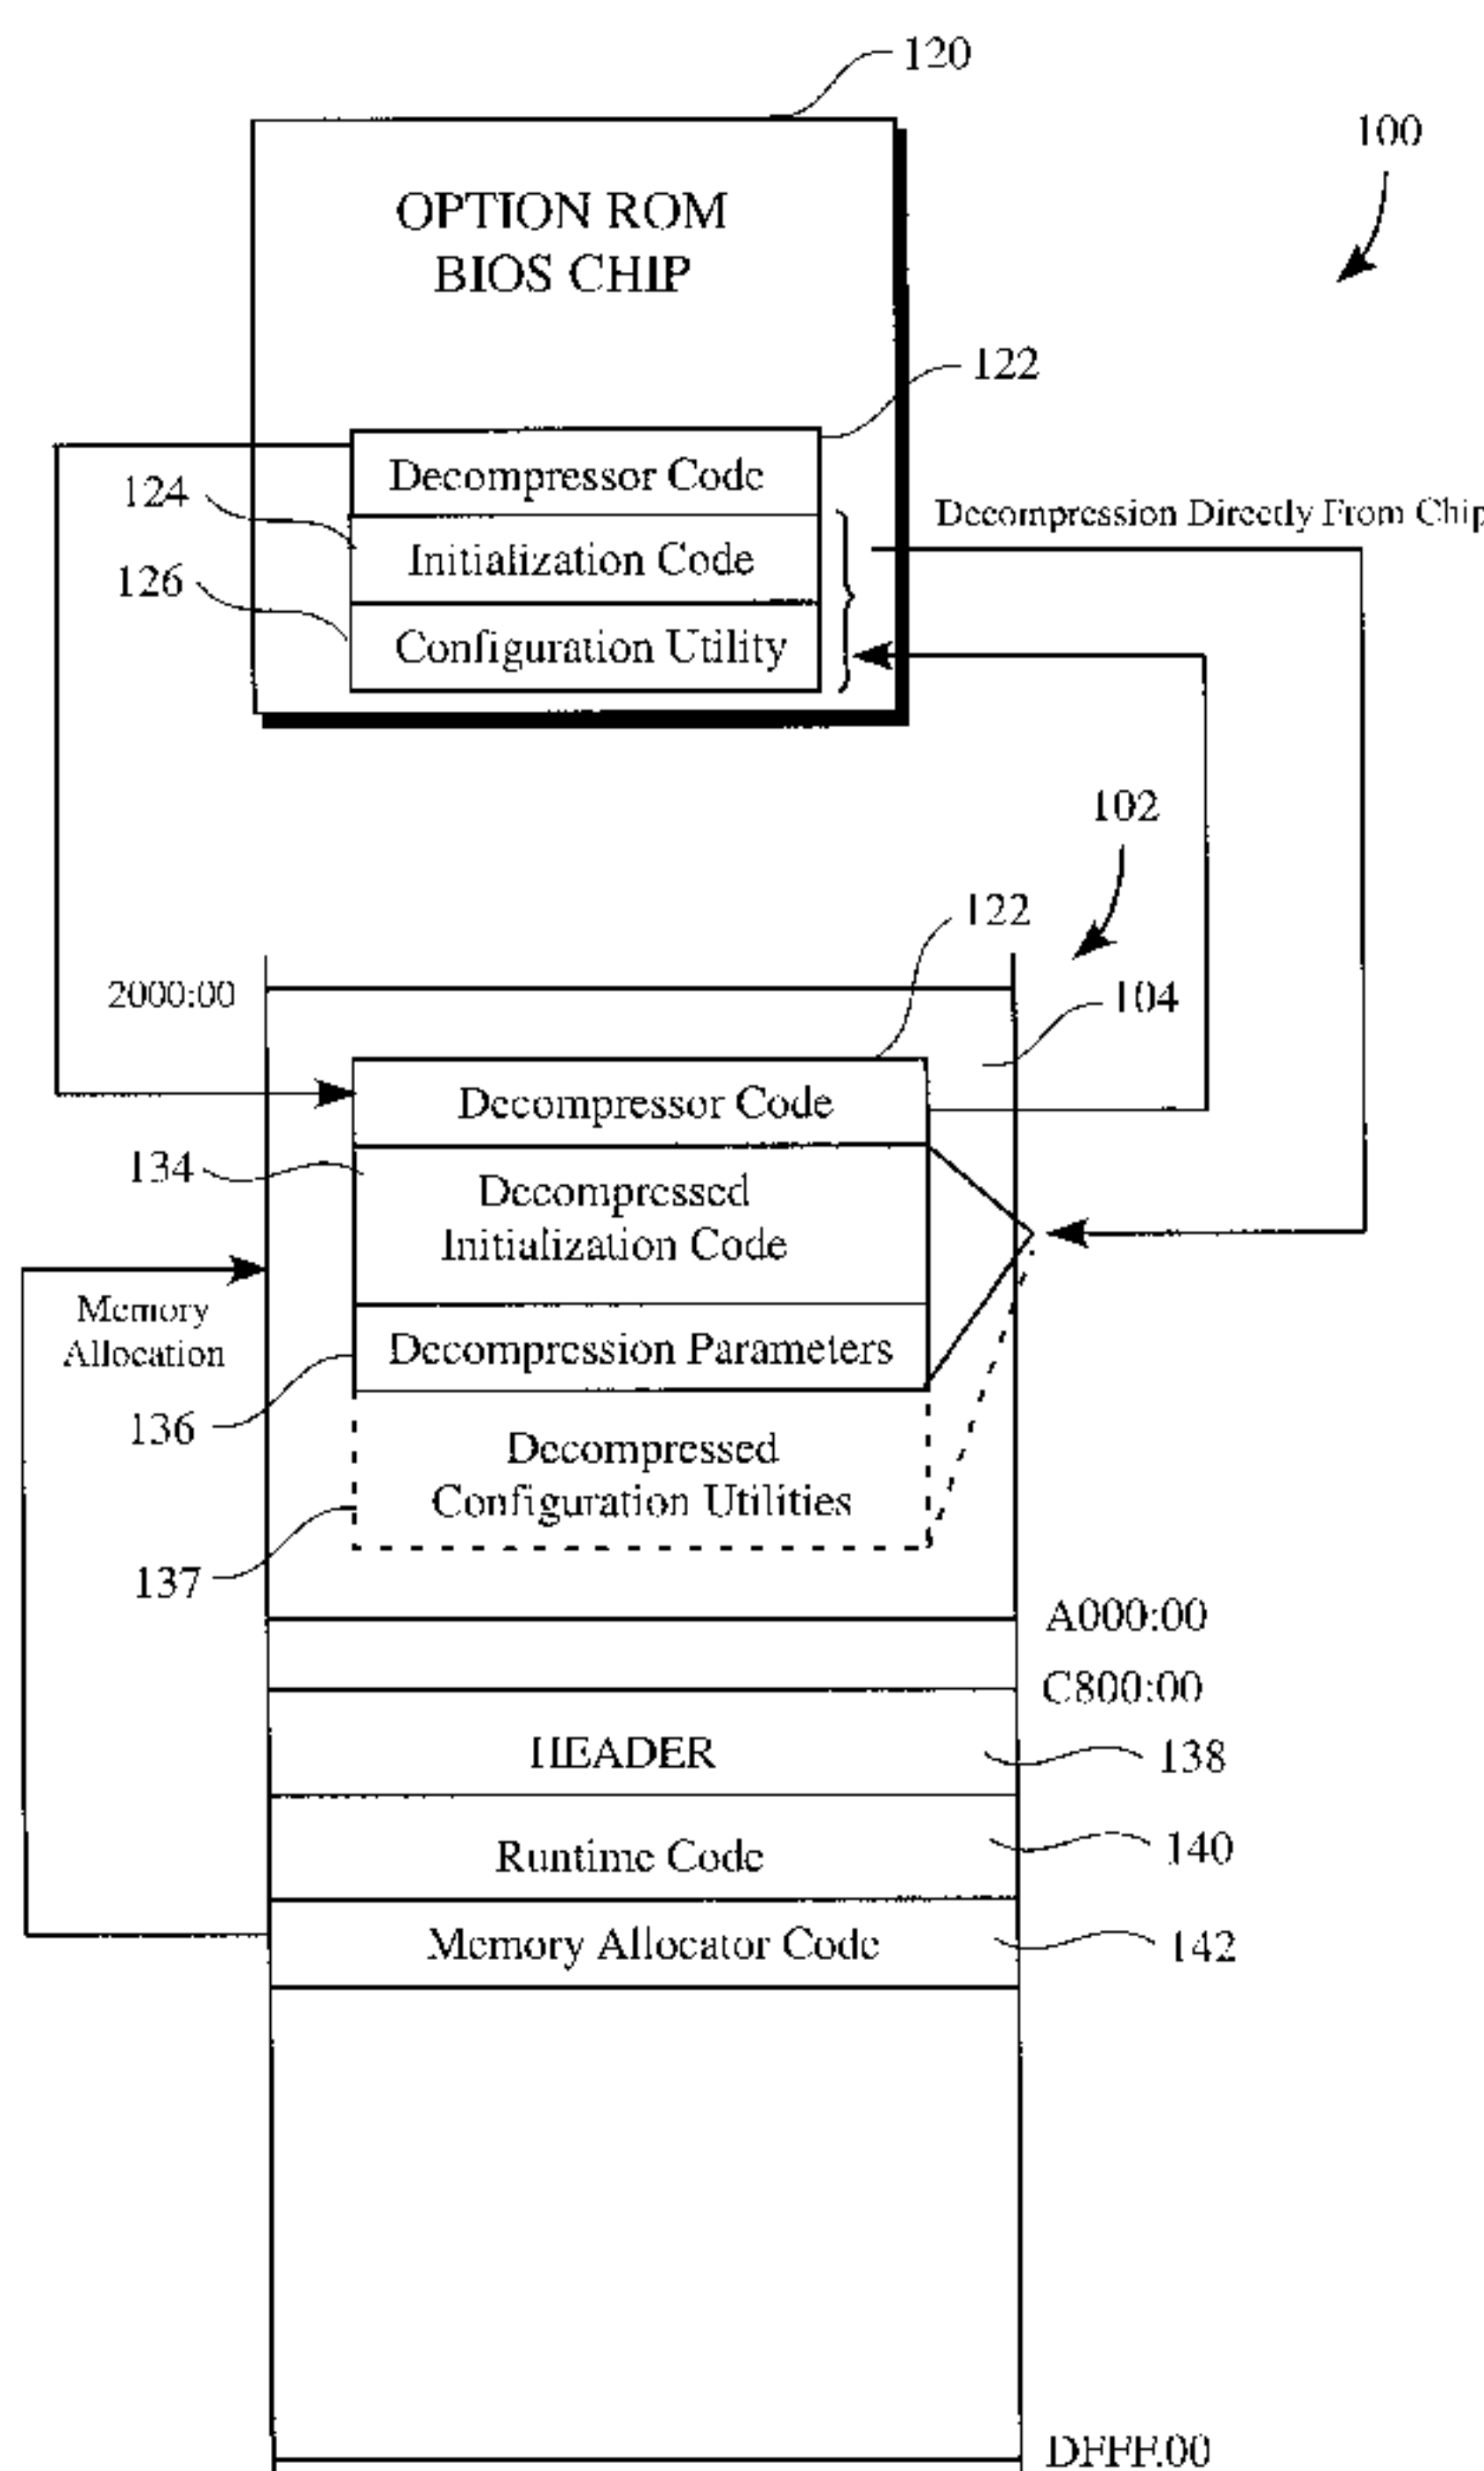 120
100
OPTION ROM
BIOS CHIP
122
Decompressor Code
124
Decompression Directly From Chip
Initialization Code
126
Configuration Utility
102
122
2000:00
104
Decompressor Code
134
Decompressed
Initialization Code
Memory
Allocation
Decompression Parameters
136
Decompressed
Configuration Utilities
137
A000:00
C800:00
HEADER
138
Runtime Code
140
Memory Allocator Code
142
DFFF:00